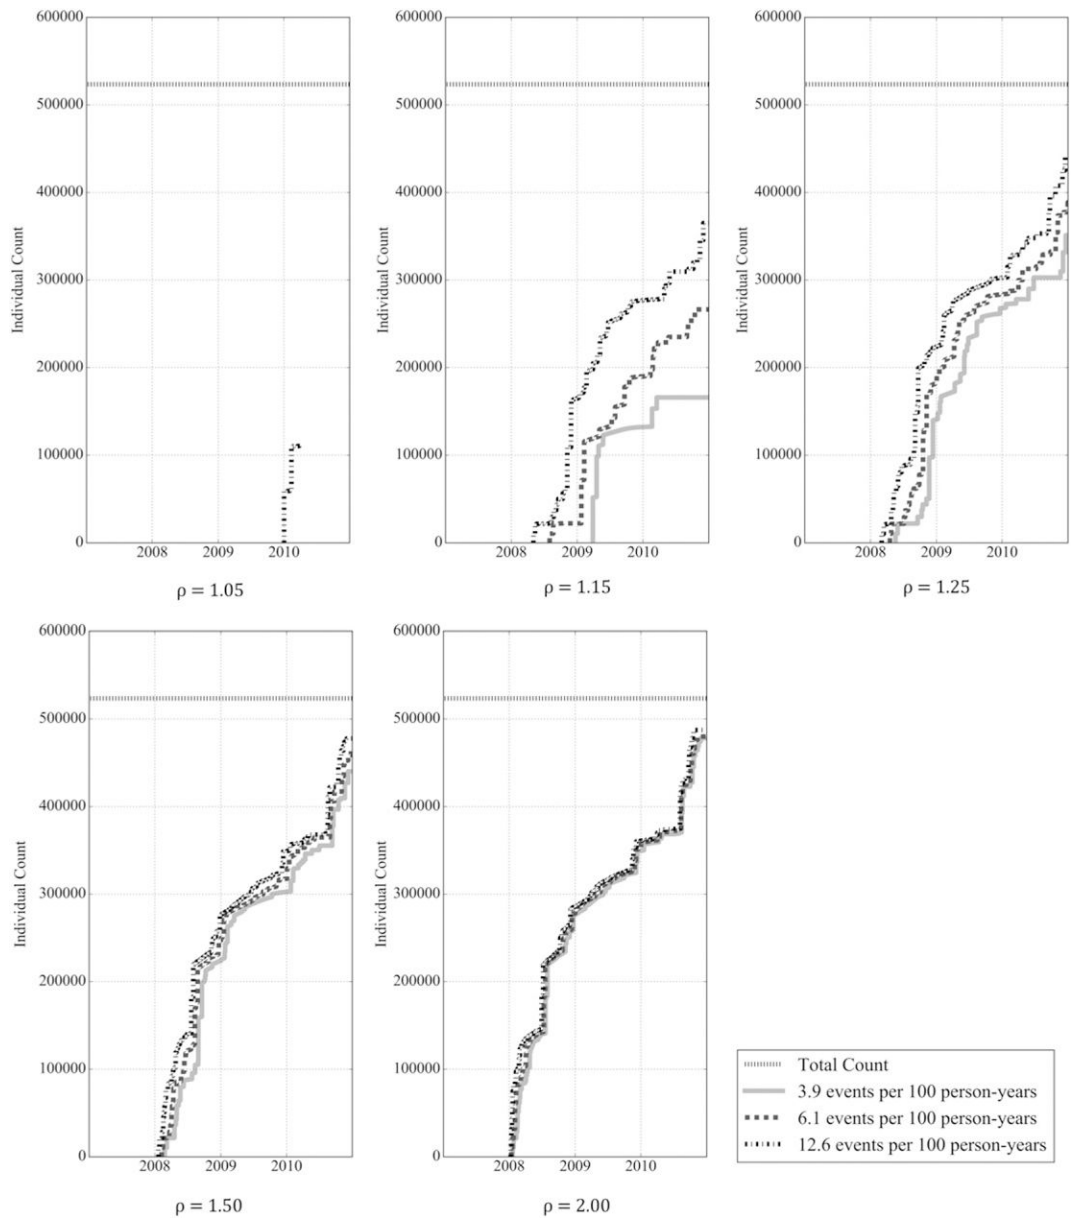 600000
500000
400000
300000
200000
100000
0
Individual Count
2008 2009 2010
ρ = 1.05
600000
500000
400000
300000
200000
100000
0
Individual Count
2008 2009 2010
ρ = 1.15
600000
500000
400000
300000
200000
100000
0
Individual Count
2008 2009 2010
ρ = 1.25
600000
500000
400000
300000
200000
100000
0
Individual Count
2008 2009 2010
ρ = 1.50
600000
500000
400000
300000
200000
100000
0
Individual Count
2008 2009 2010
ρ = 2.00
Total Count
3.9 events per 100 person-years
6.1 events per 100 person-years
12.6 events per 100 person-years